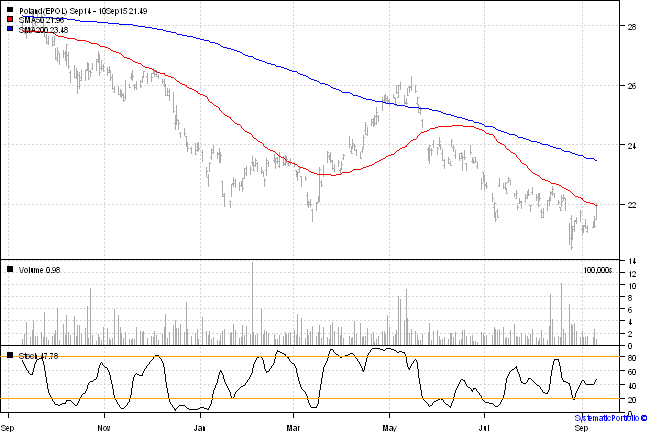 Poland(EPOL) Sep14 - 18Sep15 21.49
SMA50 21.96
SMA200 23.48
28
26
24
22
Volume 0.98
100,000s
14
12
10
8
6
4
2
0
Stoch 47.78
80
60
40
20
0
Sep Nov Jan Mar May Jul Sep
SystematicPortfolio ©